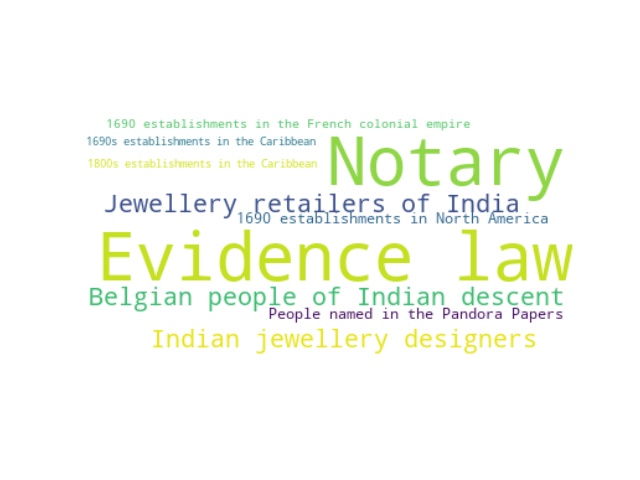 1690 establishments in the French colonial empire
1690s establishments in the Caribbean
Notary
1800s establishments in the Caribbean
Jewellery retailers of India
1690 establishments in North America
Evidence law
Belgian people of Indian descent
People named in the Pandora Papers
Indian jewellery designers